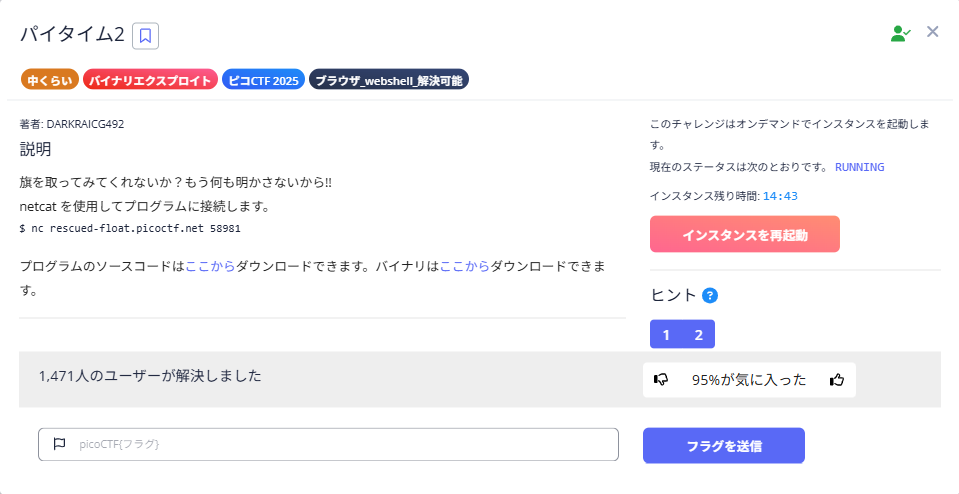 パイタイム2
中くらい
バイナリエクスプロイト
ピコCTF 2025
ブラウザ_webshell_解決可能
著者: DARKRAICG492
説明
旗を取ってみてくれないか？もう何も明かさないから!!
netcat を使用してプログラムに接続します。
$ nc rescued-float.picoctf.net 58981
プログラムのソースコードはここからダウンロードできます。バイナリはここからダウンロードできま
す。
このチャレンジはオンデマンドでインスタンスを起動しま
す。
現在のステータスは次のとおりです。 RUNNING
インスタンス残り時間: 14:43
インスタンスを再起動
ヒント ?
1 2
1,471人のユーザーが解決しました
95%が気に入った
picoCTF{フラグ}
フラグを送信